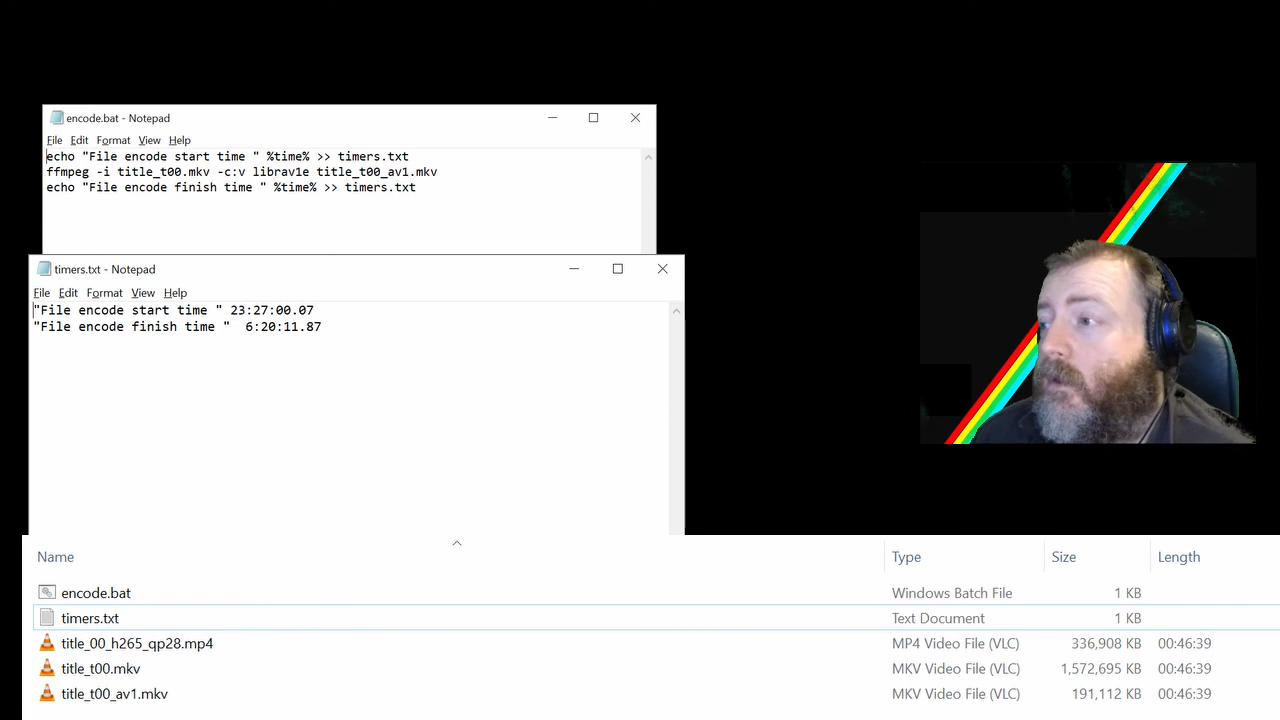 encode.bat - Notepad
File Edit Format View Help
echo "File encode start time " %time% >> timers.txt
ffmpeg -i title_t00.mkv -c:v librav1e title_t00_av1.mkv
echo "File encode finish time " %time% >> timers.txt
timers.txt - Notepad
File Edit Format View Help
"File encode start time " 23:27:00.07
"File encode finish time "  6:20:11.87
Name Type Size Length
encode.bat Windows Batch File 1 KB
timers.txt Text Document 1 KB
title_00_h265_qp28.mp4 MP4 Video File (VLC) 336,908 KB 00:46:39
title_t00.mkv MKV Video File (VLC) 1,572,695 KB 00:46:39
title_t00_av1.mkv MKV Video File (VLC) 191,112 KB 00:46:39